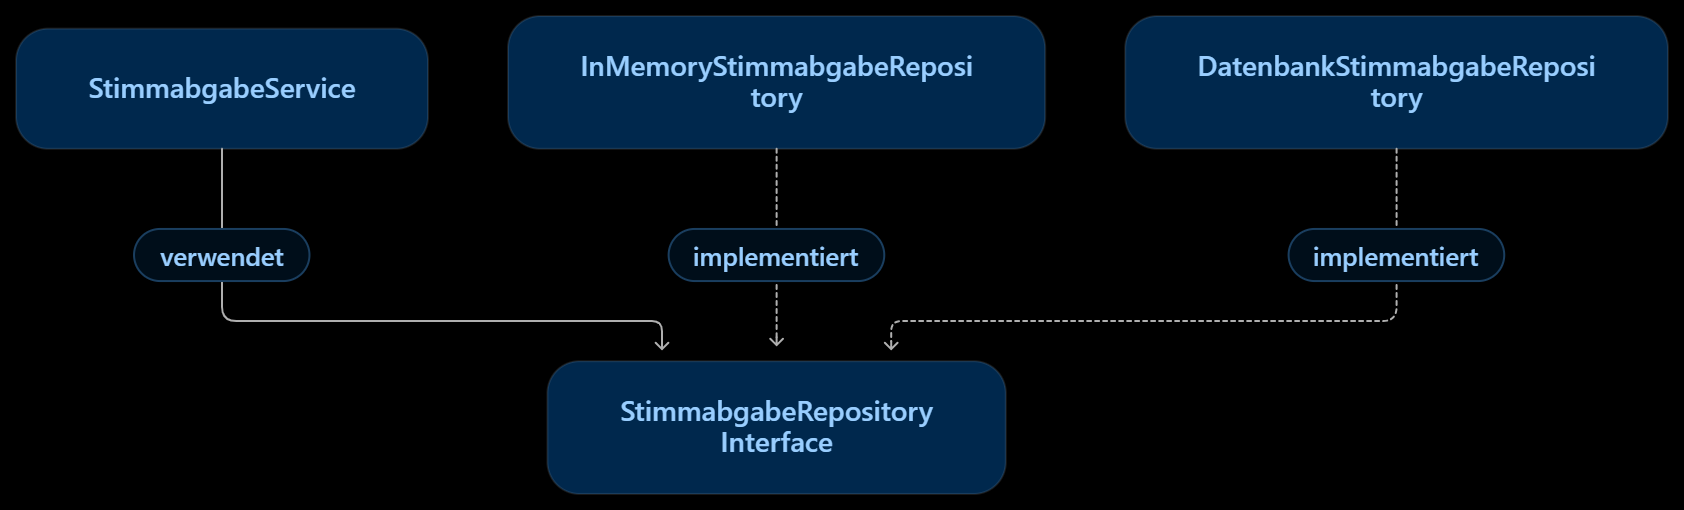 StimmabgabeService
InMemoryStimmabgabeReposi
tory
DatenbankStimmabgabeReposi
tory
verwendet
implementiert
implementiert
StimmabgabeRepository
Interface